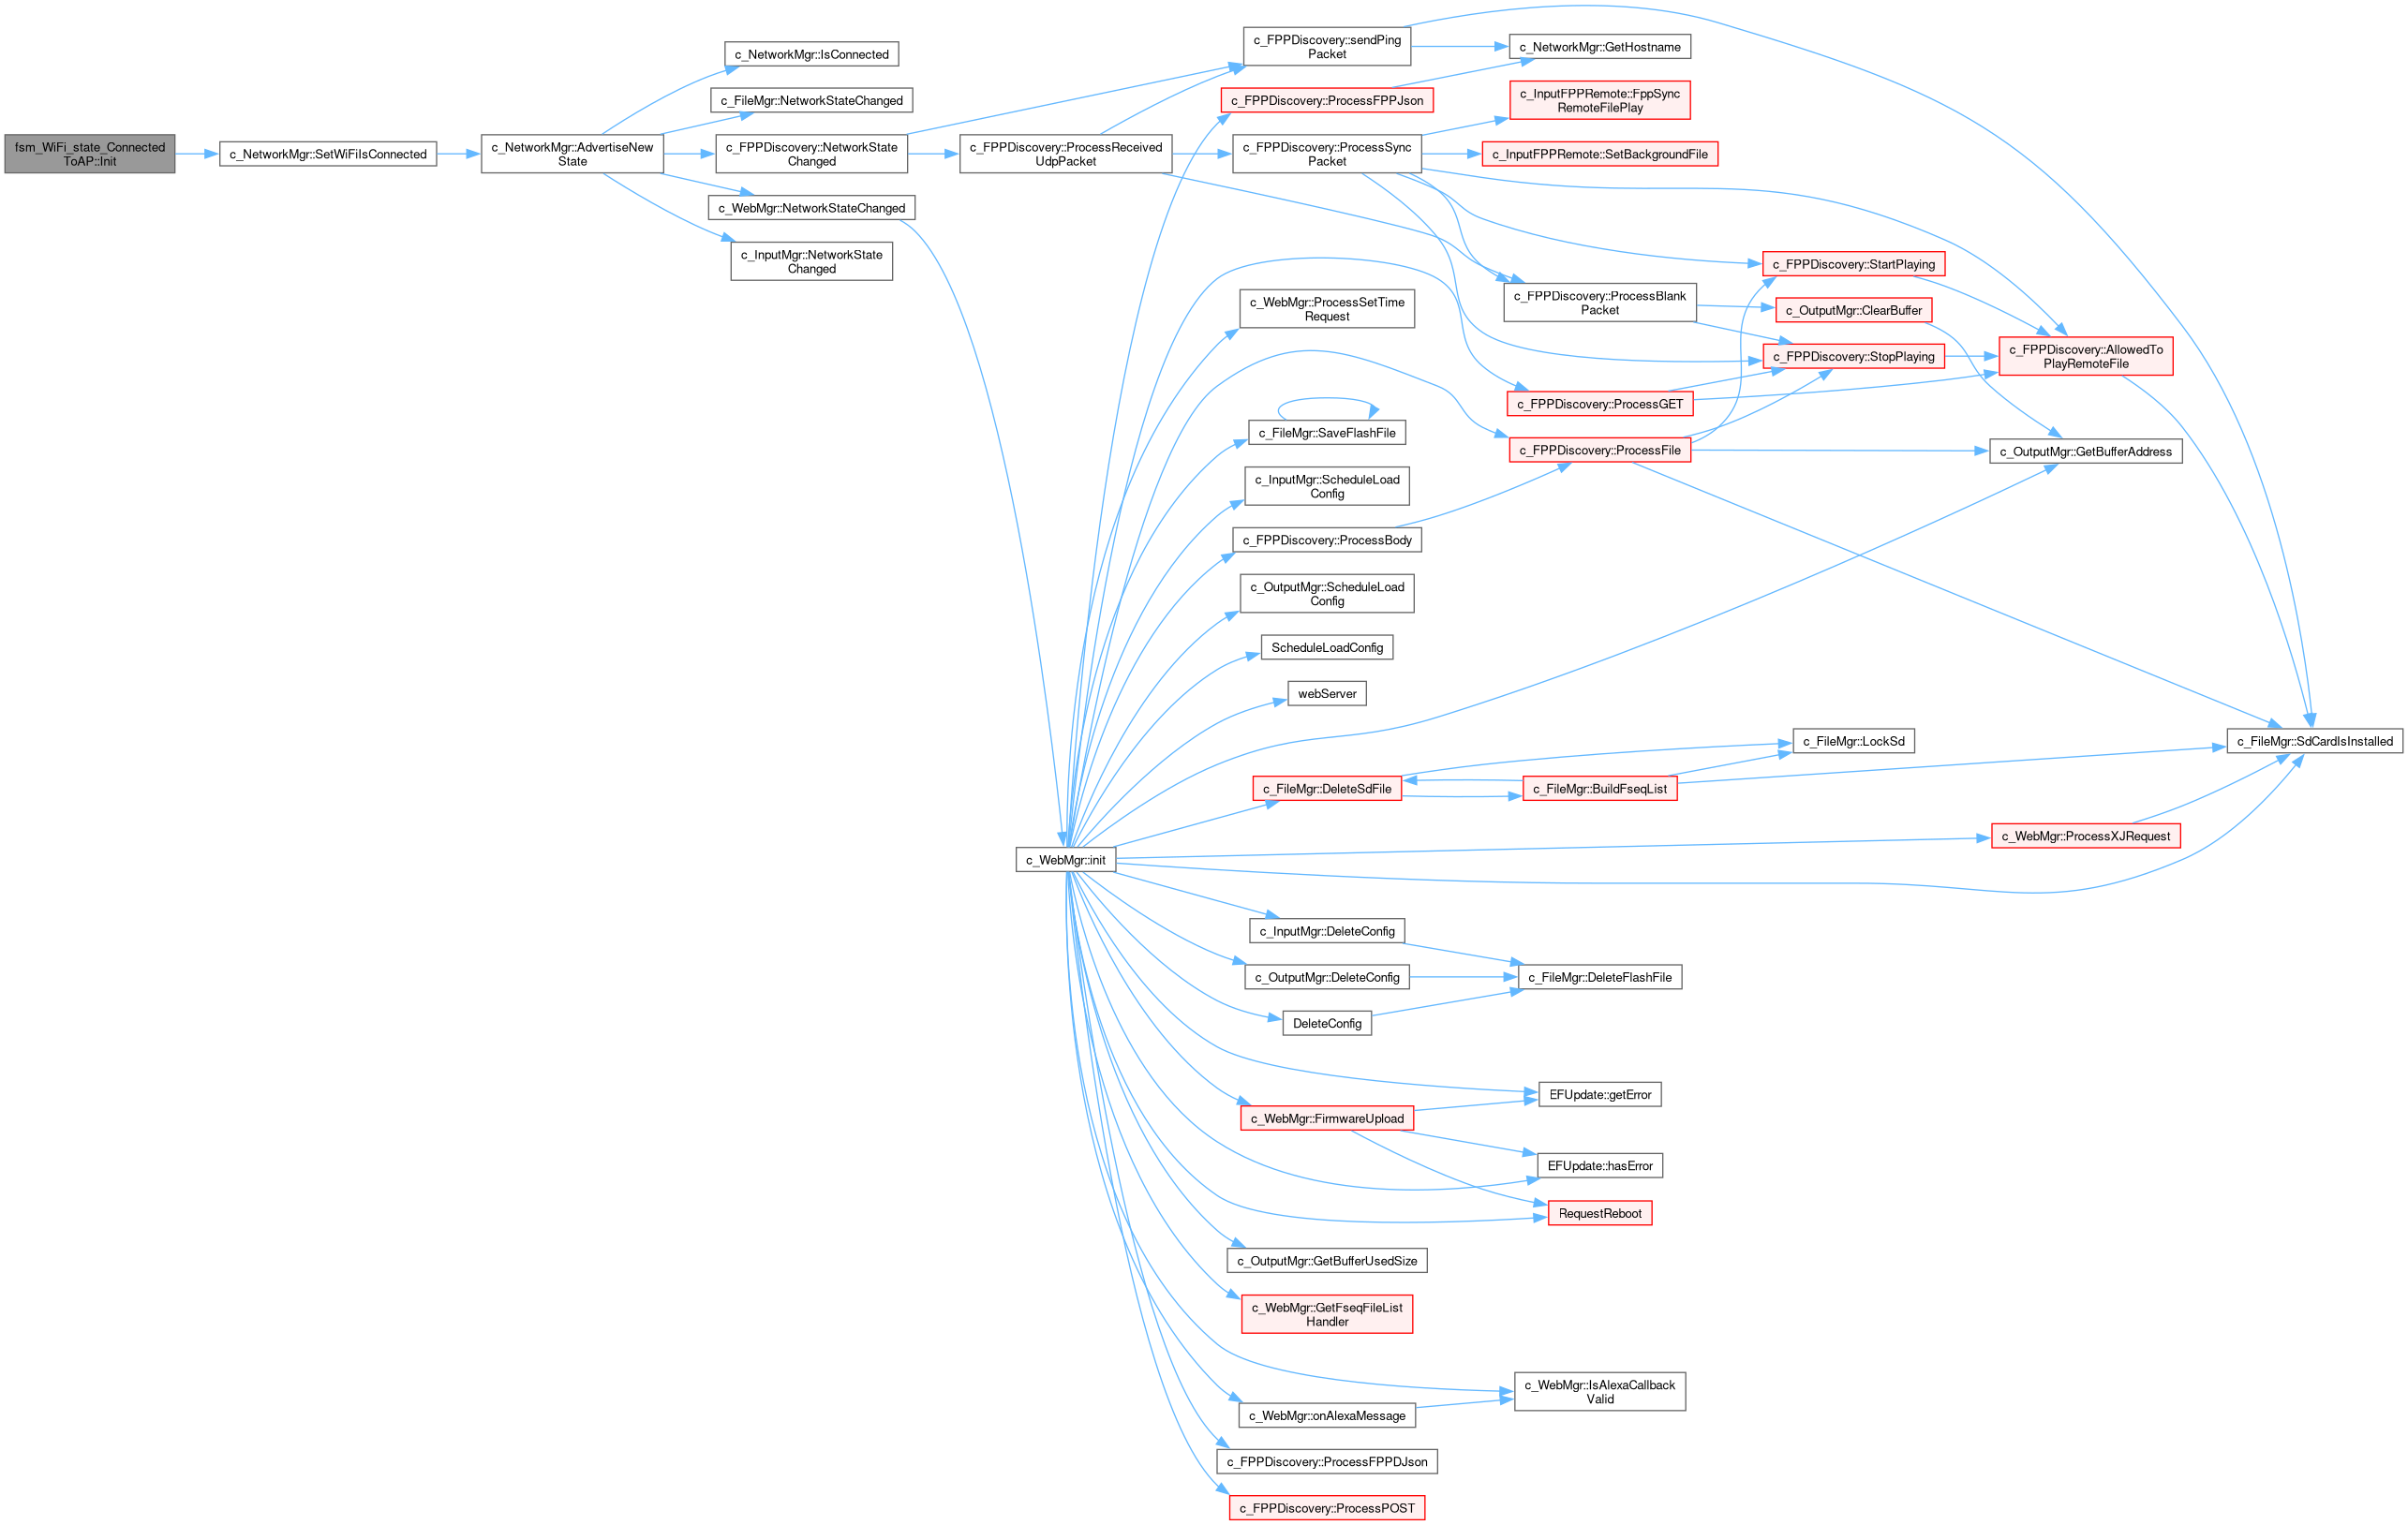 fsm_WiFi_state_Connected
ToAP::Init
c_NetworkMgr::SetWiFiIsConnected
c_NetworkMgr::AdvertiseNew
State
c_NetworkMgr::IsConnected
c_FileMgr::NetworkStateChanged
c_FPPDiscovery::NetworkState
Changed
c_WebMgr::NetworkStateChanged
c_InputMgr::NetworkState
Changed
c_FPPDiscovery::ProcessReceived
UdpPacket
c_WebMgr::init
c_FPPDiscovery::sendPing
Packet
c_FPPDiscovery::ProcessFPPJson
c_FPPDiscovery::ProcessSync
Packet
c_WebMgr::ProcessSetTime
Request
c_FileMgr::SaveFlashFile
c_InputMgr::ScheduleLoad
Config
c_FPPDiscovery::ProcessBody
c_OutputMgr::ScheduleLoad
Config
ScheduleLoadConfig
webServer
c_FileMgr::DeleteSdFile
c_InputMgr::DeleteConfig
c_OutputMgr::DeleteConfig
DeleteConfig
c_WebMgr::FirmwareUpload
c_OutputMgr::GetBufferUsedSize
c_WebMgr::GetFseqFileList
Handler
c_WebMgr::onAlexaMessage
c_FPPDiscovery::ProcessFPPDJson
c_FPPDiscovery::ProcessPOST
c_NetworkMgr::GetHostname
c_InputFPPRemote::FppSync
RemoteFilePlay
c_InputFPPRemote::SetBackgroundFile
c_FPPDiscovery::ProcessBlank
Packet
c_FPPDiscovery::ProcessGET
c_FPPDiscovery::ProcessFile
c_FileMgr::BuildFseqList
c_FileMgr::DeleteFlashFile
EFUpdate::getError
EFUpdate::hasError
RequestReboot
c_WebMgr::IsAlexaCallback
Valid
c_FPPDiscovery::StartPlaying
c_OutputMgr::ClearBuffer
c_FPPDiscovery::StopPlaying
c_FileMgr::LockSd
c_FPPDiscovery::AllowedTo
PlayRemoteFile
c_OutputMgr::GetBufferAddress
c_WebMgr::ProcessXJRequest
c_FileMgr::SdCardIsInstalled